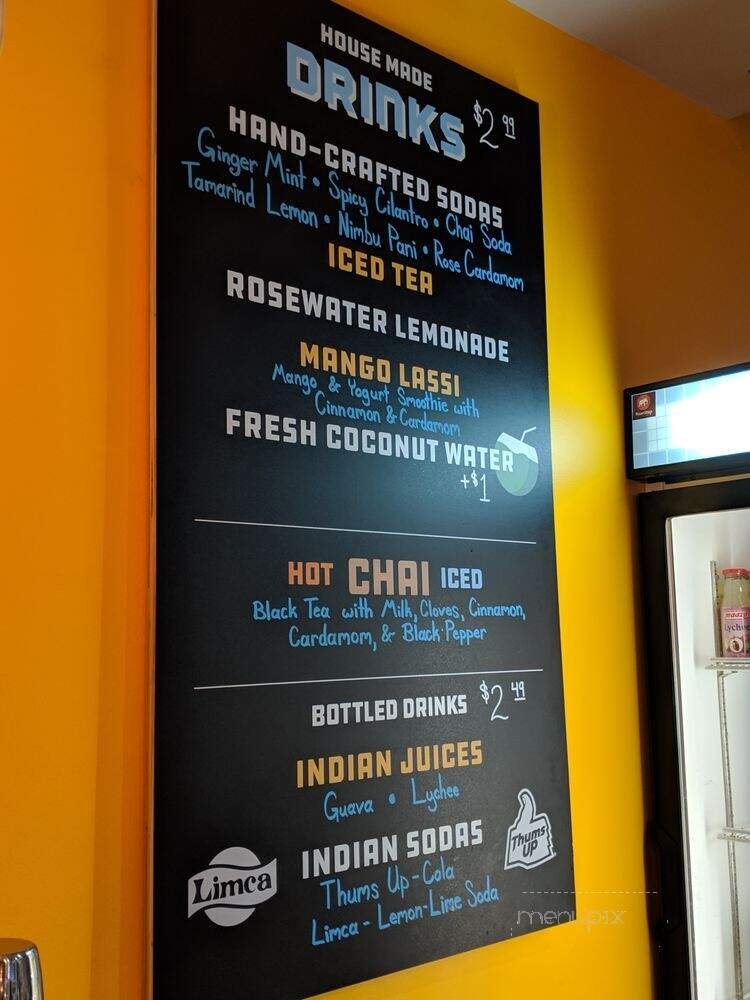 HOUSE MADE
DRINKS $2.99
HAND-CRAFTED SODAS
Ginger Mint • Spicy Cilantro • Chai Soda
Tamarind Lemon • Nimbu Pani • Rose Cardamom
ICED TEA
ROSEWATER LEMONADE
MANGO LASSI
Mango & Yogurt Smoothie with
Cinnamon & Cardamom
FRESH COCONUT WATER
+$1
HOT CHAI ICED
Black Tea with Milk, Cloves, Cinnamon,
Cardamom, & Black Pepper
BOTTLED DRINKS $2.49
INDIAN JUICES
Guava • Lychee
INDIAN SODAS
Thums Up - Cola
Limca - Lemon-Lime Soda
Limca
Thums
UP
maaza
Lychee
menupix